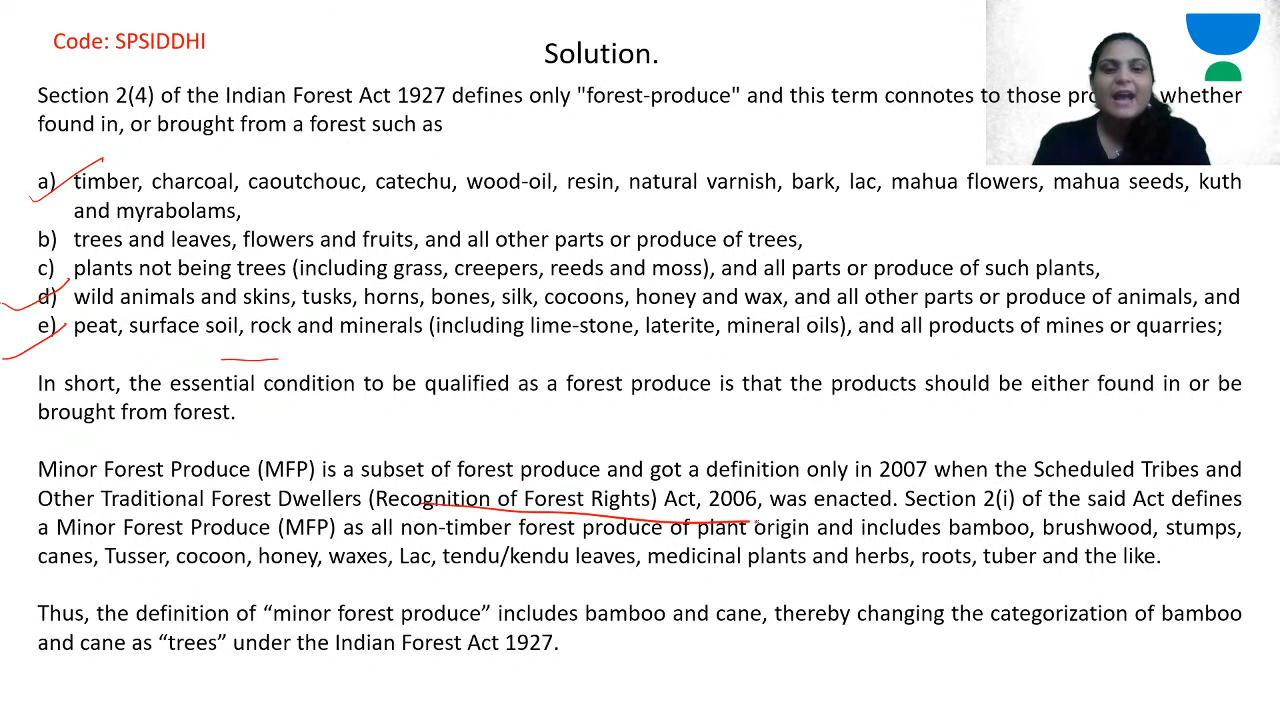 Code: SPSIDDHI
Solution.
Section 2(4) of the Indian Forest Act 1927 defines only "forest-produce" and this term connotes to those whether
found in, or brought from a forest such as
a) timber, charcoal, caoutchouc, catechu, wood-oil, resin, natural varnish, bark, lac, mahua flowers, mahua seeds, kuth
and myrabolams,
b) trees and leaves, flowers and fruits, and all other parts or produce of trees,
c) plants not being trees (including grass, creepers, reeds and moss), and all parts or produce of such plants,
d) wild animals and skins, tusks, horns, bones, silk, cocoons, honey and wax, and all other parts or produce of animals, and
e) peat, surface soil, rock and minerals (including lime-stone, laterite, mineral oils), and all products of mines or quarries;
In short, the essential condition to be qualified as a forest produce is that the products should be either found in or be
brought from forest.
Minor Forest Produce (MFP) is a subset of forest produce and got a definition only in 2007 when the Scheduled Tribes and
Other Traditional Forest Dwellers (Recognition of Forest Rights) Act, 2006, was enacted. Section 2(i) of the said Act defines
a Minor Forest Produce (MFP) as all non-timber forest produce of plant origin and includes bamboo, brushwood, stumps,
canes, Tusser, cocoon, honey, waxes, Lac, tendu/kendu leaves, medicinal plants and herbs, roots, tuber and the like.
Thus, the definition of “minor forest produce” includes bamboo and cane, thereby changing the categorization of bamboo
and cane as “trees” under the Indian Forest Act 1927.